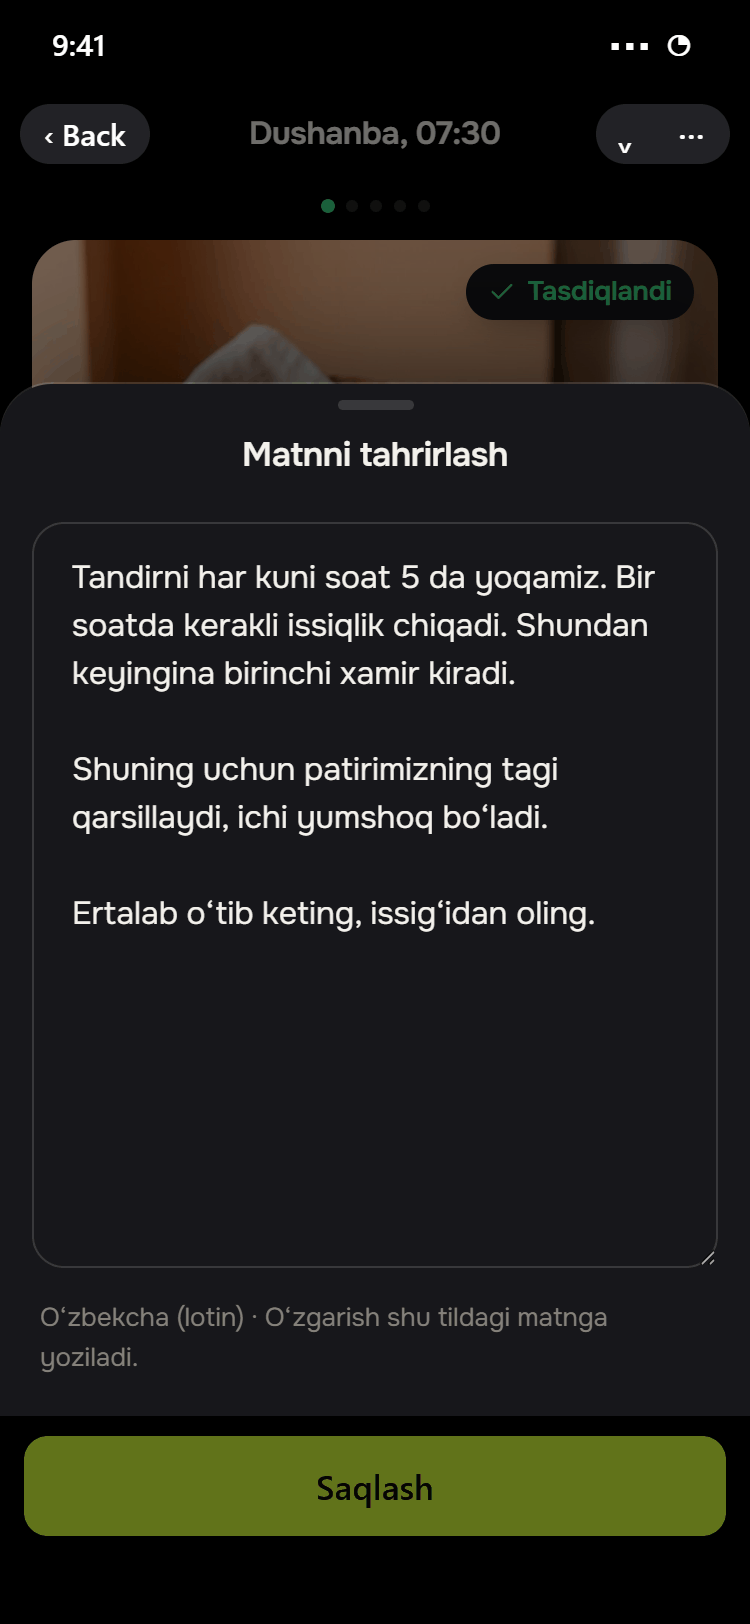 9:41
‹ Back
Dushanba, 07:30
Tasdiqlandi
Matnni tahrirlash
Tandirni har kuni soat 5 da yoqamiz. Bir
soatda kerakli issiqlik chiqadi. Shundan
keyingina birinchi xamir kiradi.
Shuning uchun patirimizning tagi
qarsillaydi, ichi yumshoq bo‘ladi.
Ertalab o‘tib keting, issig‘idan oling.
O‘zbekcha (lotin) · O‘zgarish shu tildagi matnga
yoziladi.
Saqlash